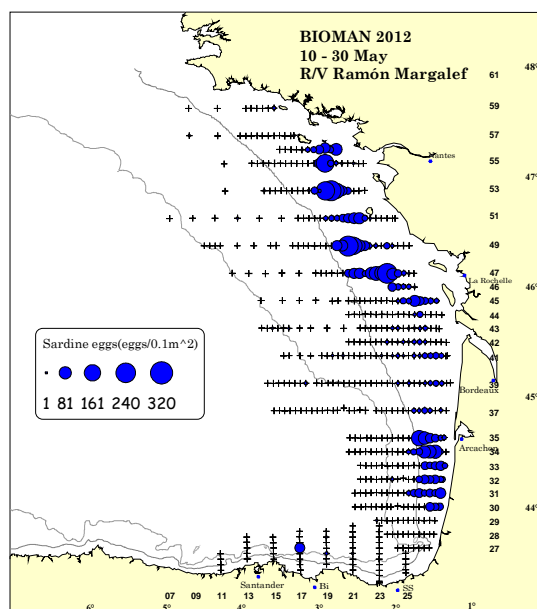 BIOMAN 2012
10 - 30 May
R/V Ramón Margalef
48°
61
59
57
Nantes
55
47°
53
51
49
La Rochelle
47
46°
46
45
44
43
42
41
Sardine eggs(eggs/0.1m^2)
1 81 161 240 320
39
Bordeaux
45°
37
35
Arcachon
34
33
32
31
44°
30
29
28
27
Santander
Bi
SS
07 09 11 13 15 17 19 21 23 25
6° 5° 4° 3° 2° 1°